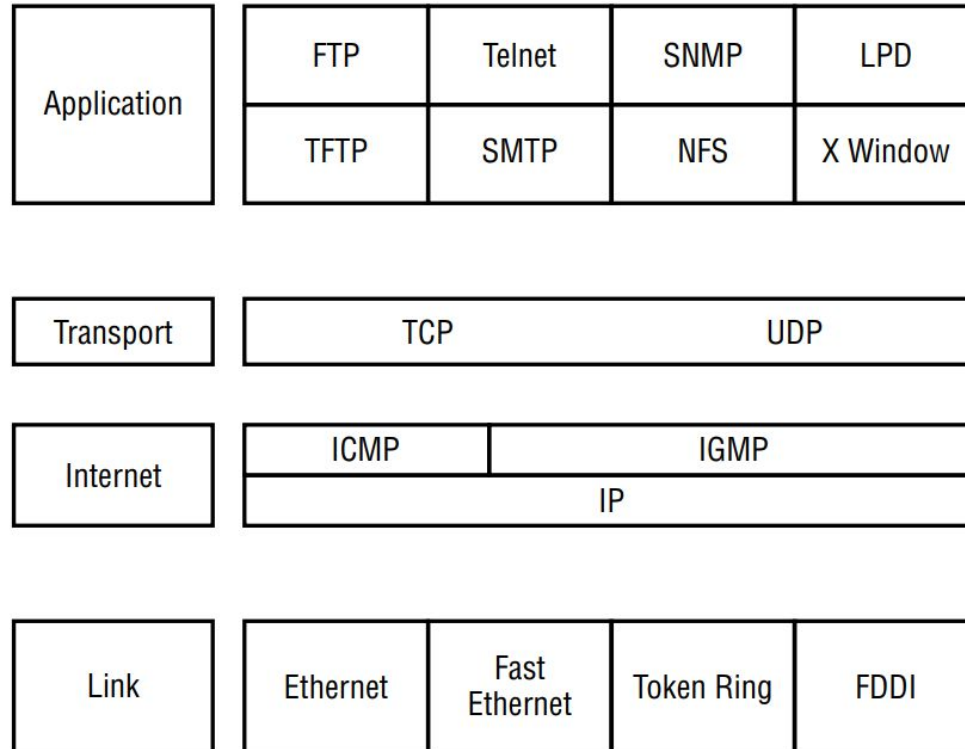 Application
FTP Telnet SNMP LPD
TFTP SMTP NFS X Window
Transport
TCP UDP
Internet
ICMP IGMP
IP
Link
Ethernet
Fast
Ethernet
Token Ring
FDDI